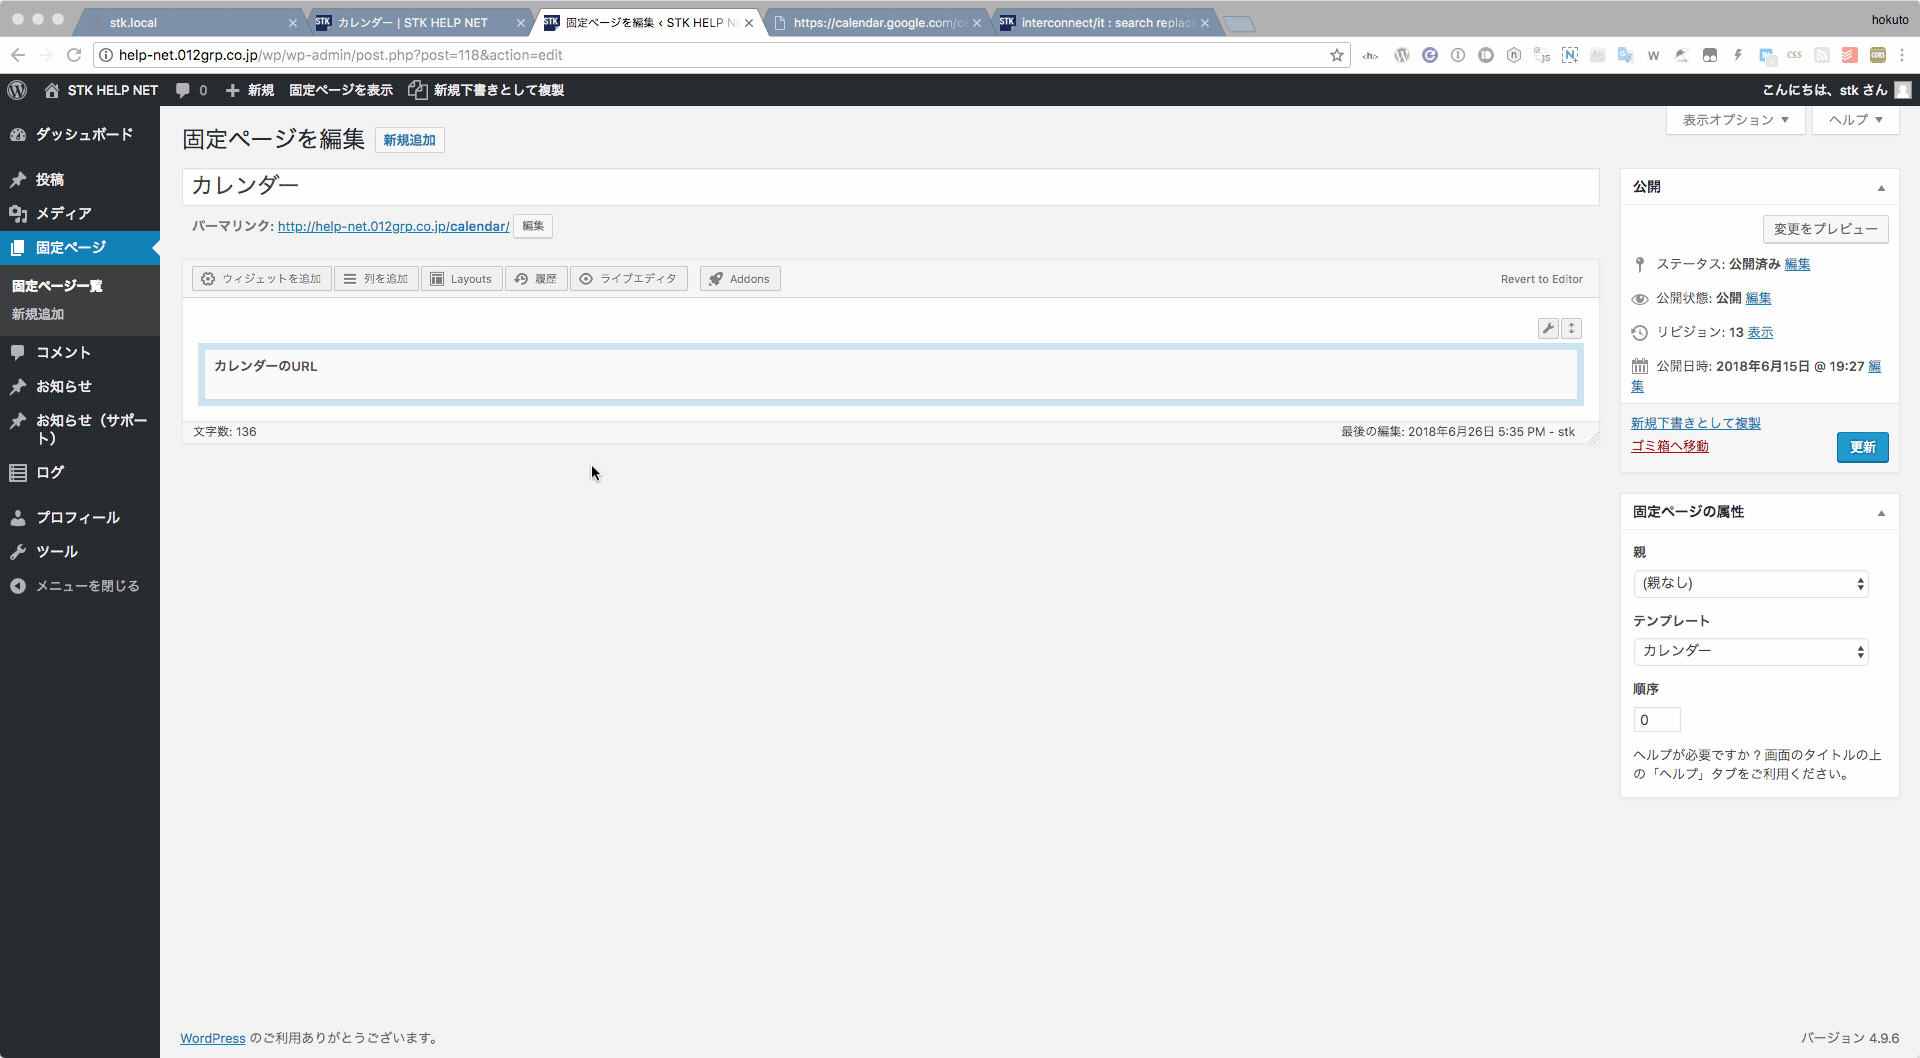 stk.local
カレンダー | STK HELP NET
固定ページを編集 ‹ STK HELP N
https://calendar.google.com/c
interconnect/it : search replac
hokuto
help-net.012grp.co.jp/wp/wp-admin/post.php?post=118&action=edit
STK HELP NET
0
新規
固定ページを表示
新規下書きとして複製
こんにちは、stk さん
ダッシュボード
投稿
メディア
固定ページ
固定ページ一覧
新規追加
コメント
お知らせ
お知らせ（サポー
ト）
ログ
プロフィール
ツール
メニューを閉じる
表示オプション
ヘルプ
固定ページを編集
新規追加
カレンダー
パーマリンク: http://help-net.012grp.co.jp/calendar/
編集
ウィジェットを追加
列を追加
Layouts
履歴
ライブエディタ
Addons
Revert to Editor
カレンダーのURL
文字数: 136
最後の編集: 2018年6月26日 5:35 PM - stk
公開
変更をプレビュー
ステータス: 公開済み 編集
公開状態: 公開 編集
リビジョン: 13 表示
公開日時: 2018年6月15日 @ 19:27 編
集
新規下書きとして複製
ゴミ箱へ移動
更新
固定ページの属性
親
(親なし)
テンプレート
カレンダー
順序
0
ヘルプが必要ですか ? 画面のタイトルの上
の「ヘルプ」タブをご利用ください。
WordPress のご利用ありがとうございます。
バージョン 4.9.6